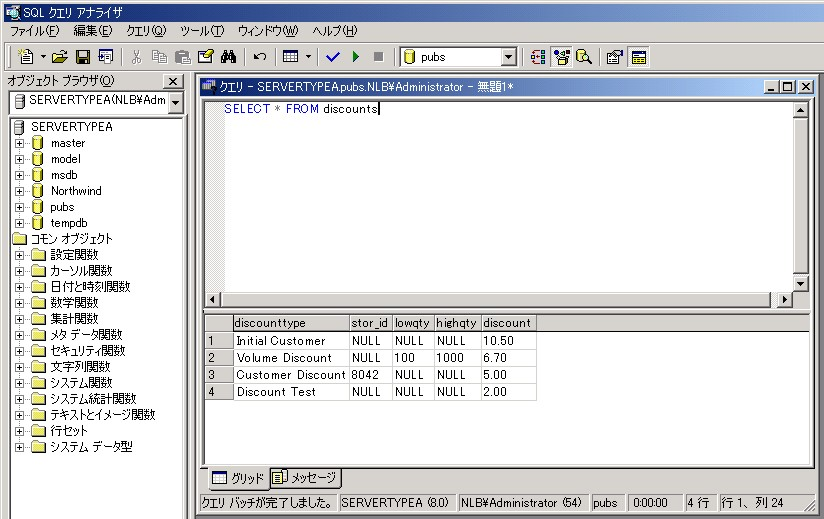 SQL クエリ アナライザ
ファイル(F) 編集(E) クエリ(Q) ツール(T) ウィンドウ(W) ヘルプ(H)
pubs
オブジェクト ブラウザ(O)
SERVERTYPEA(NLB¥Adm
SERVERTYPEA
master
model
msdb
Northwind
pubs
tempdb
コモン オブジェクト
設定関数
カーソル関数
日付と時刻関数
数学関数
集計関数
メタ データ関数
セキュリティ関数
文字列関数
システム関数
システム統計関数
テキストとイメージ関数
行セット
システム データ型
クエリ - SERVERTYPEA.pubs.NLB¥Administrator - 無題1*
SELECT * FROM discounts
discounttype stor_id lowqty highqty discount
1 Initial Customer NULL NULL NULL 10.50
2 Volume Discount NULL 100 1000 6.70
3 Customer Discount 8042 NULL NULL 5.00
4 Discount Test NULL NULL NULL 2.00
グリッド メッセージ
クエリ バッチが完了しました。 SERVERTYPEA (8.0) NLB¥Administrator (54) pubs 0:00:00 4 行 行 1、列 24